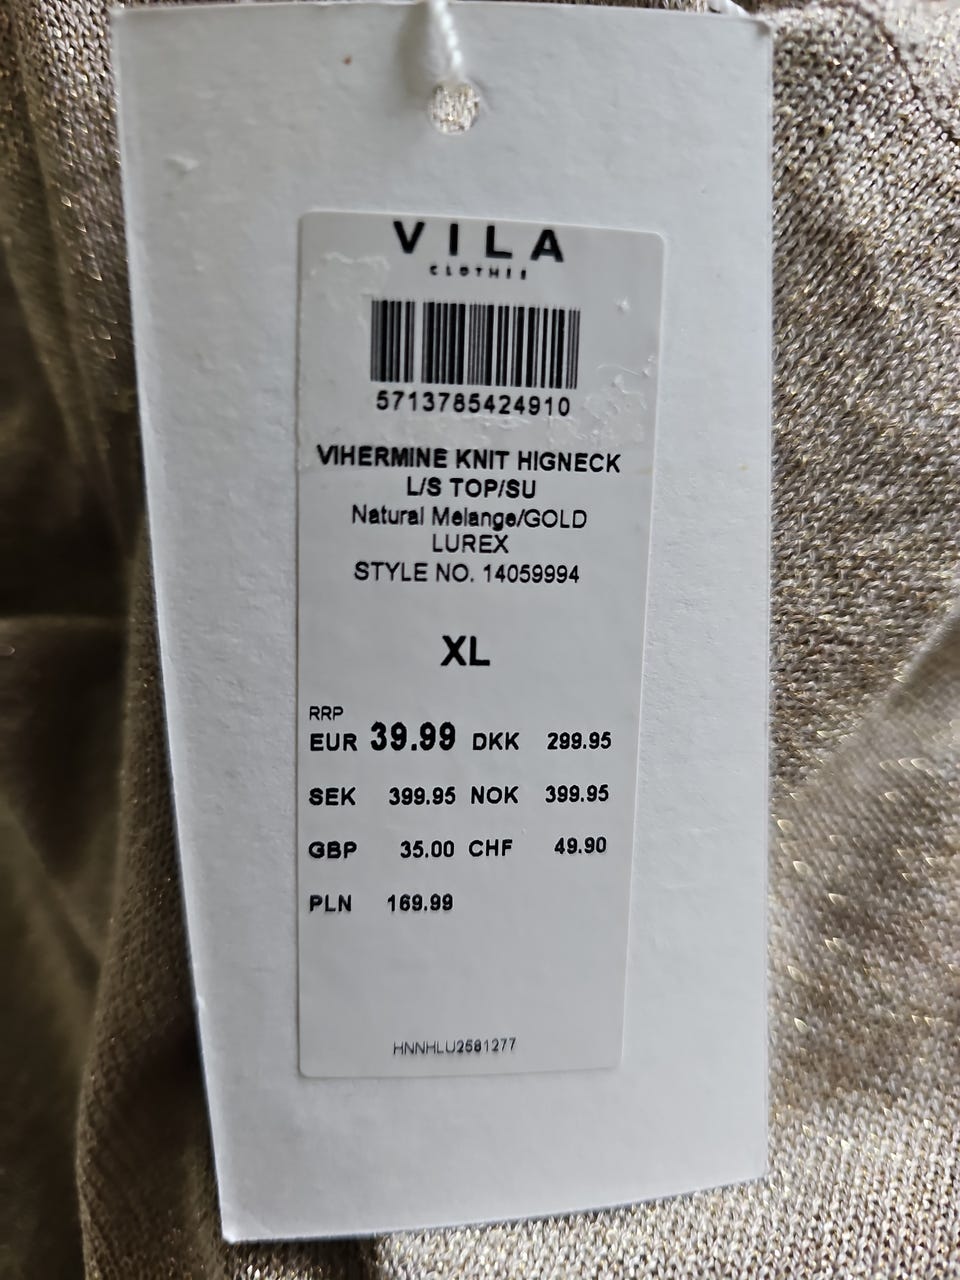 VILA
CLOTHES
5713785424910
VIHERMINE KNIT HIGNECK
L/S TOP/SU
Natural Melange/GOLD
LUREX
STYLE NO. 14059994
XL
RRP
EUR 39.99 DKK 299.95
SEK 399.95 NOK 399.95
GBP 35.00 CHF 49.90
PLN 169.99
HNNHLU2581277